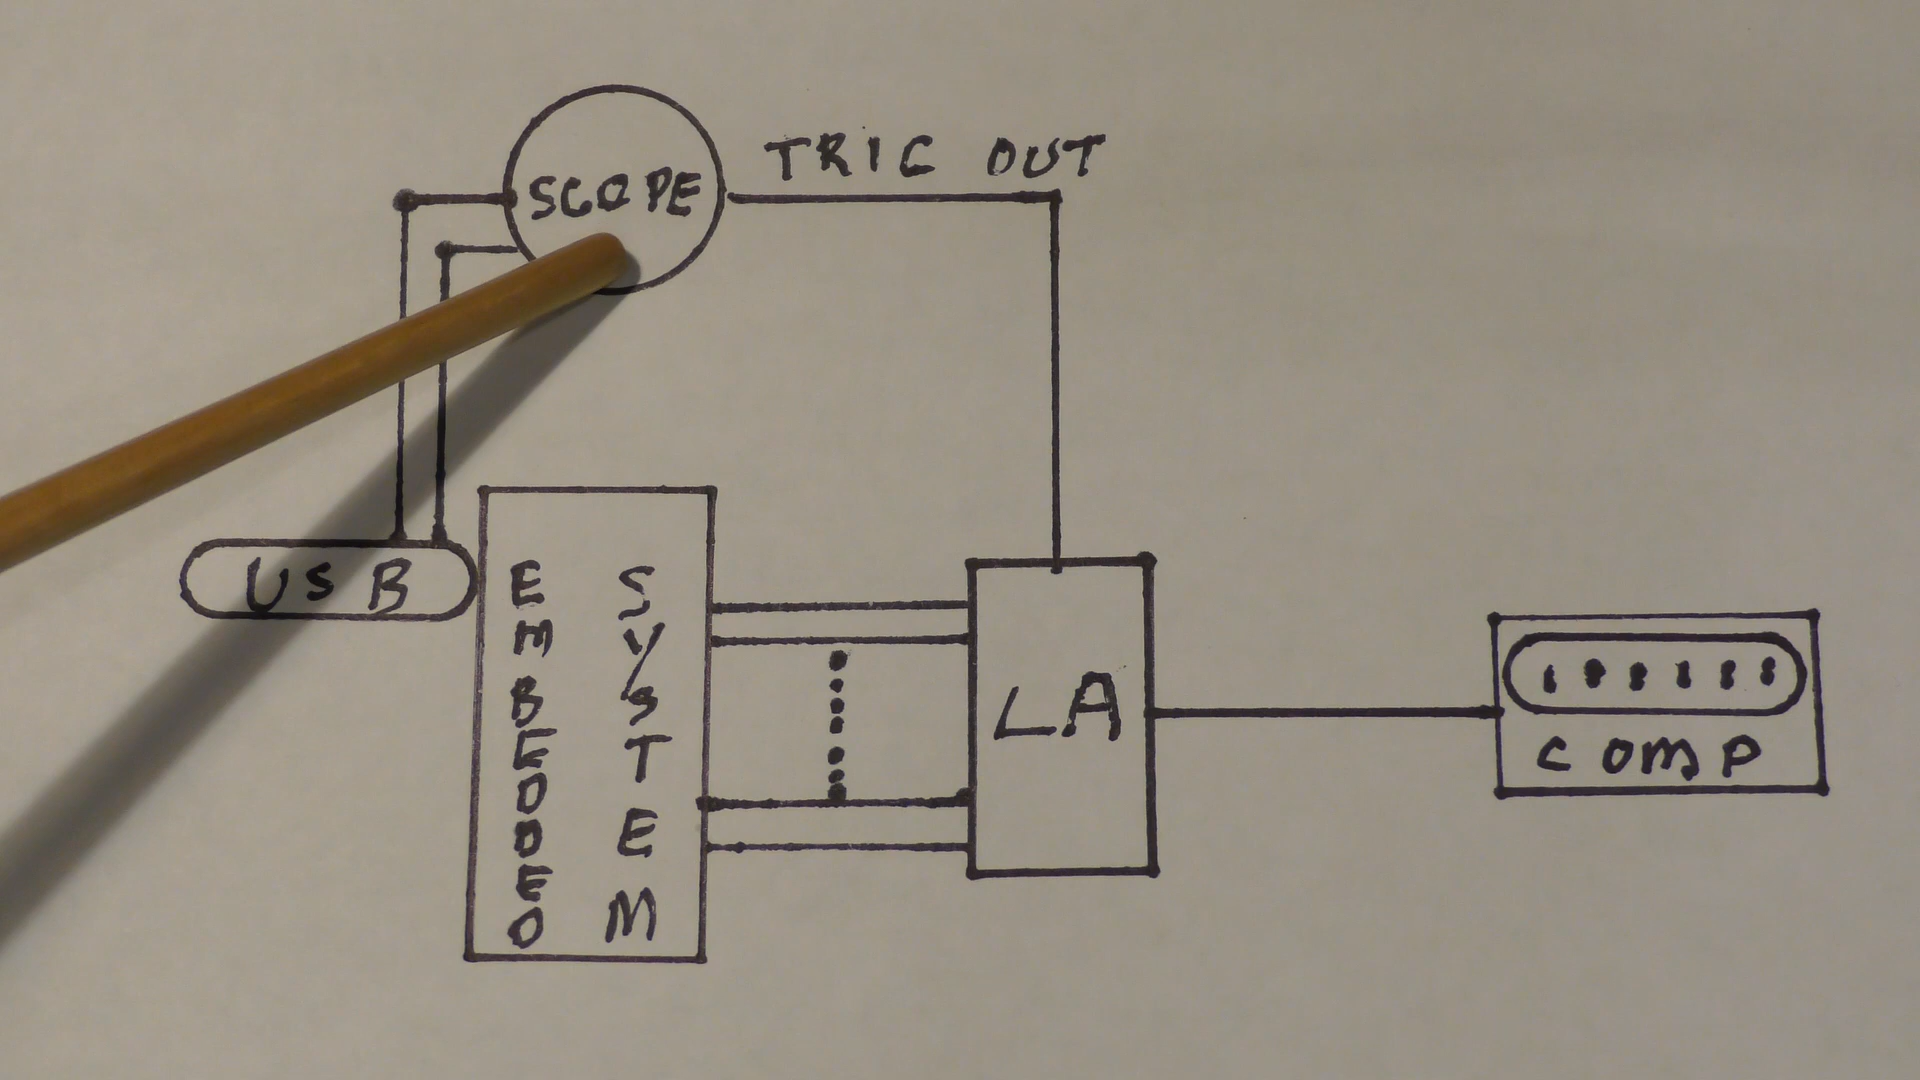 SCOPE
TRIG OUT
USB
EMBEDDED
SYSTEM
LA
COMP